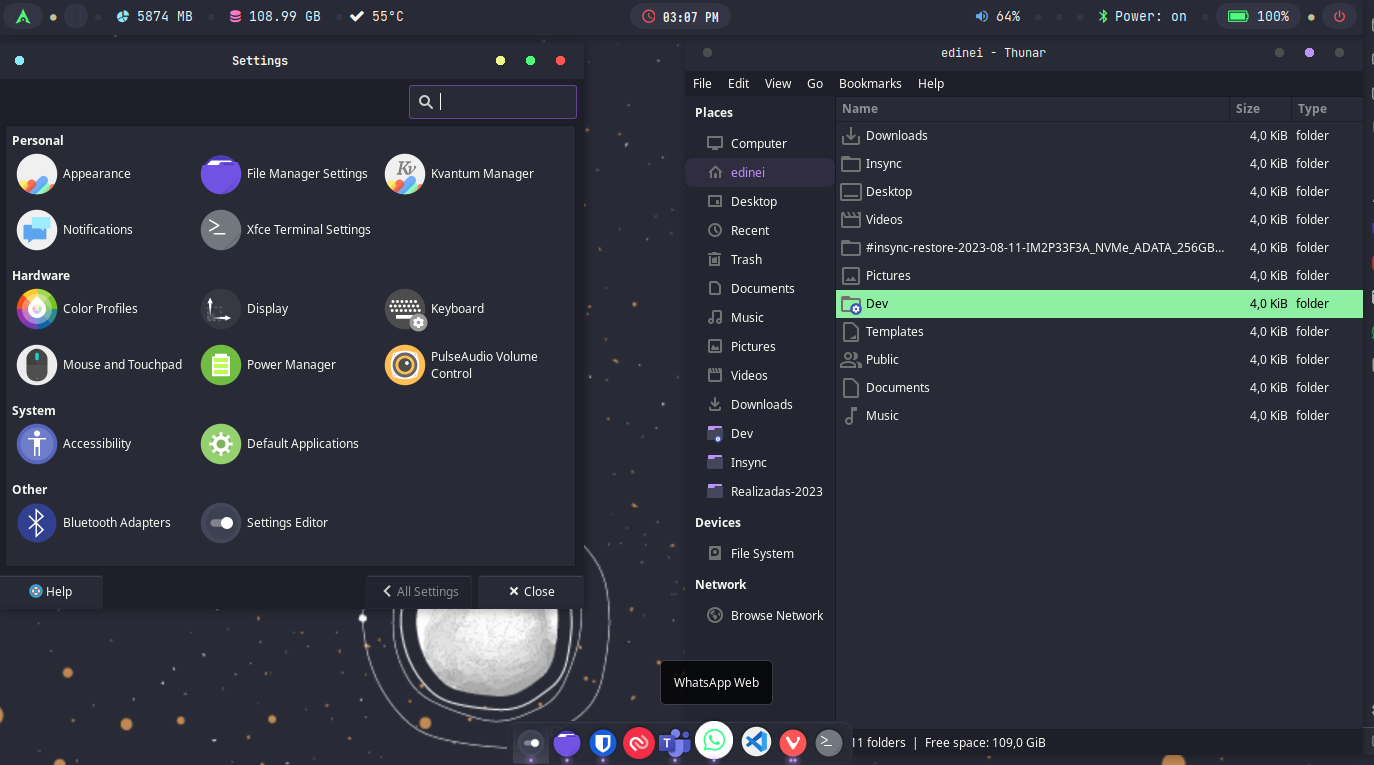 5874 MB
108.99 GB
55°C
03:07 PM
64%
Power: on
100%
Settings
Personal
Appearance
File Manager Settings
Kv
Kvantum Manager
Notifications
Xfce Terminal Settings
Hardware
Color Profiles
Display
Keyboard
Mouse and Touchpad
Power Manager
PulseAudio Volume
Control
System
Accessibility
Default Applications
Other
Bluetooth Adapters
Settings Editor
Help
All Settings
Close
edinei - Thunar
File Edit View Go Bookmarks Help
Places
Computer
edinei
Desktop
Recent
Trash
Documents
Music
Pictures
Videos
Downloads
Dev
Insync
Realizadas-2023
Devices
File System
Network
Browse Network
Name Size Type
Downloads 4,0 KiB folder
Insync 4,0 KiB folder
Desktop 4,0 KiB folder
Videos 4,0 KiB folder
#insync-restore-2023-08-11-IM2P33F3A_NVMe_ADATA_256GB... 4,0 KiB folder
Pictures 4,0 KiB folder
Dev 4,0 KiB folder
Templates 4,0 KiB folder
Public 4,0 KiB folder
Documents 4,0 KiB folder
Music 4,0 KiB folder
WhatsApp Web
T
11 folders | Free space: 109,0 GiB